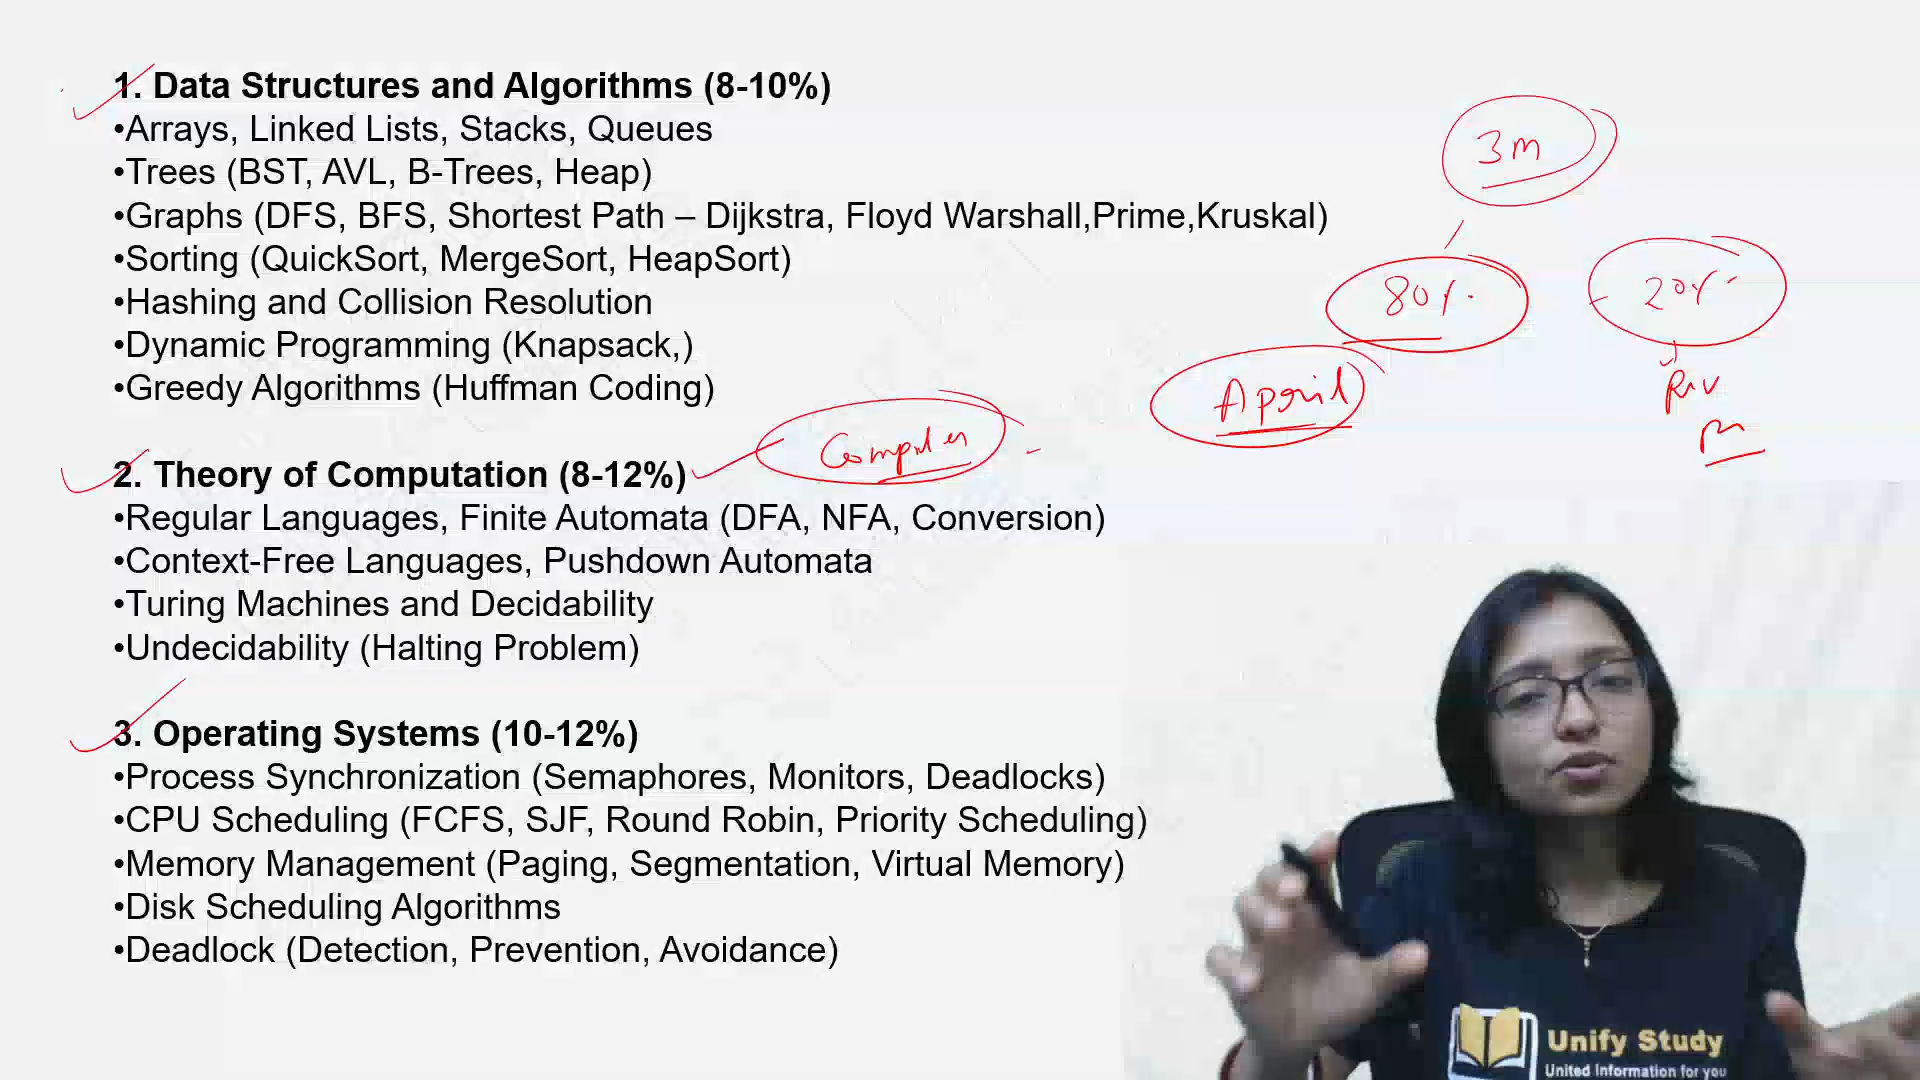 1. Data Structures and Algorithms (8-10%)
•Arrays, Linked Lists, Stacks, Queues
•Trees (BST, AVL, B-Trees, Heap)
•Graphs (DFS, BFS, Shortest Path – Dijkstra, Floyd Warshall,Prime,Kruskal)
•Sorting (QuickSort, MergeSort, HeapSort)
•Hashing and Collision Resolution
•Dynamic Programming (Knapsack,)
•Greedy Algorithms (Huffman Coding)
2. Theory of Computation (8-12%)
•Regular Languages, Finite Automata (DFA, NFA, Conversion)
•Context-Free Languages, Pushdown Automata
•Turing Machines and Decidability
•Undecidability (Halting Problem)
3. Operating Systems (10-12%)
•Process Synchronization (Semaphores, Monitors, Deadlocks)
•CPU Scheduling (FCFS, SJF, Round Robin, Priority Scheduling)
•Memory Management (Paging, Segmentation, Virtual Memory)
•Disk Scheduling Algorithms
•Deadlock (Detection, Prevention, Avoidance)
3m
80%
20%
April
Compiler
Rev
Unify Study
United Information for you